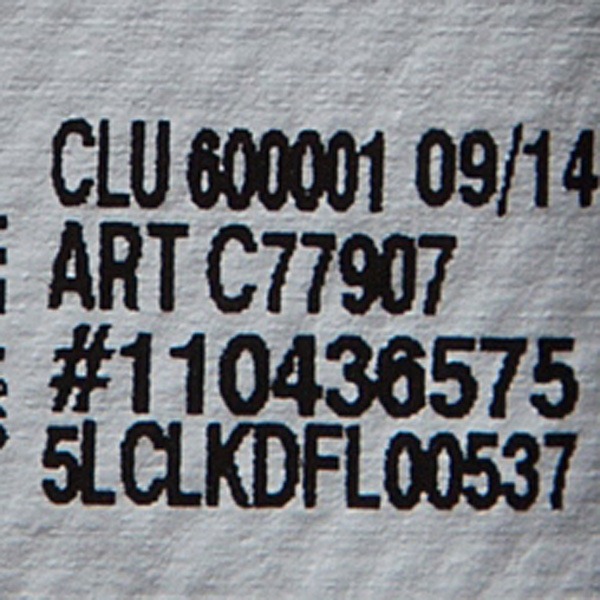 CLU 600001 09/14
ART C77907
#110436575
5LCLKDFL00537